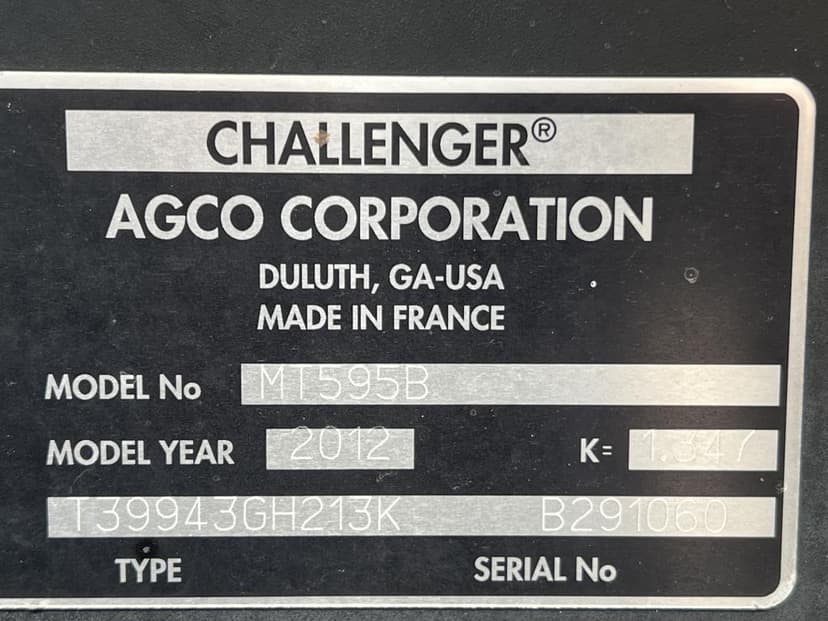 CHALLENGER®
AGCO CORPORATION
DULUTH, GA-USA
MADE IN FRANCE
MODEL No MT595B
MODEL YEAR 2012 K= 1.347
T39943GH213K B291060
TYPE SERIAL No